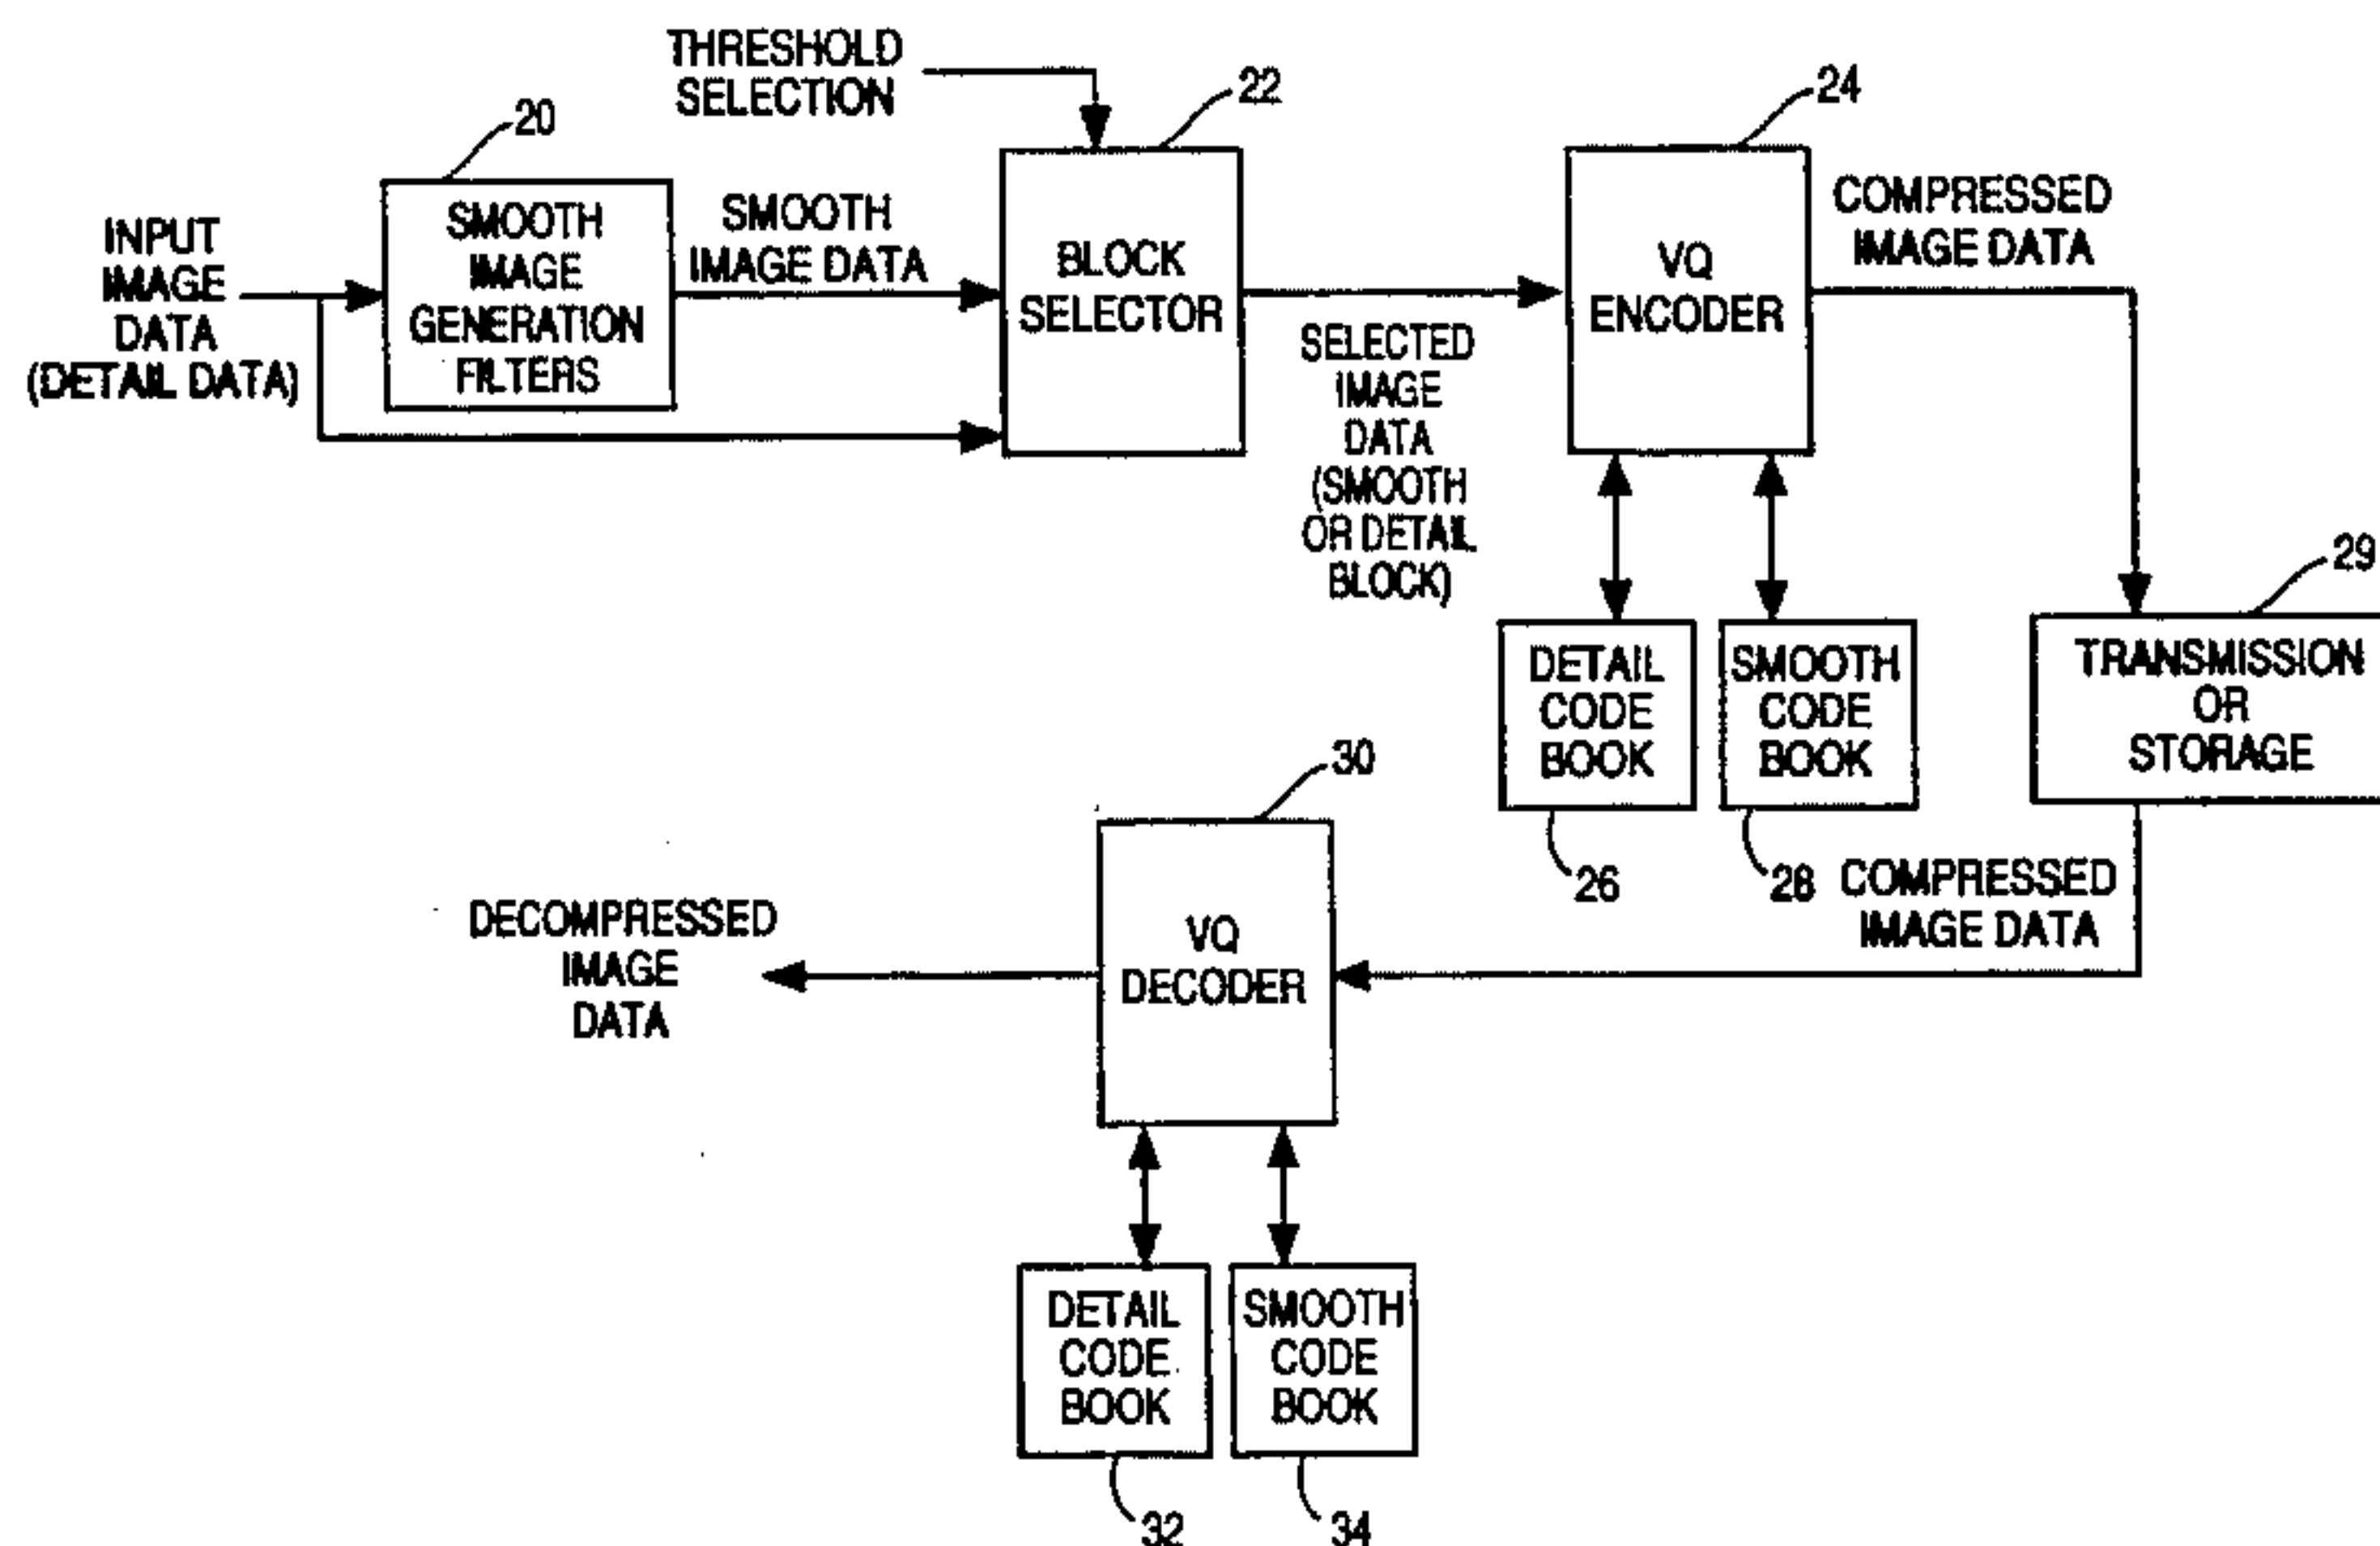 THRESHOLD
SELECTION
20
22
24
INPUT
IMAGE
DATA
(DETAIL DATA)
SMOOTH
IMAGE
GENERATION
FILTERS
SMOOTH
IMAGE DATA
BLOCK
SELECTOR
SELECTED
IMAGE
DATA
(SMOOTH
OR DETAIL
BLOCK)
VQ
ENCODER
COMPRESSED
IMAGE DATA
DETAIL
CODE
BOOK
26
SMOOTH
CODE
BOOK
28
29
TRANSMISSION
OR
STORAGE
COMPRESSED
IMAGE DATA
30
VQ
DECODER
DECOMPRESSED
IMAGE
DATA
DETAIL
CODE
BOOK
32
SMOOTH
CODE
BOOK
34